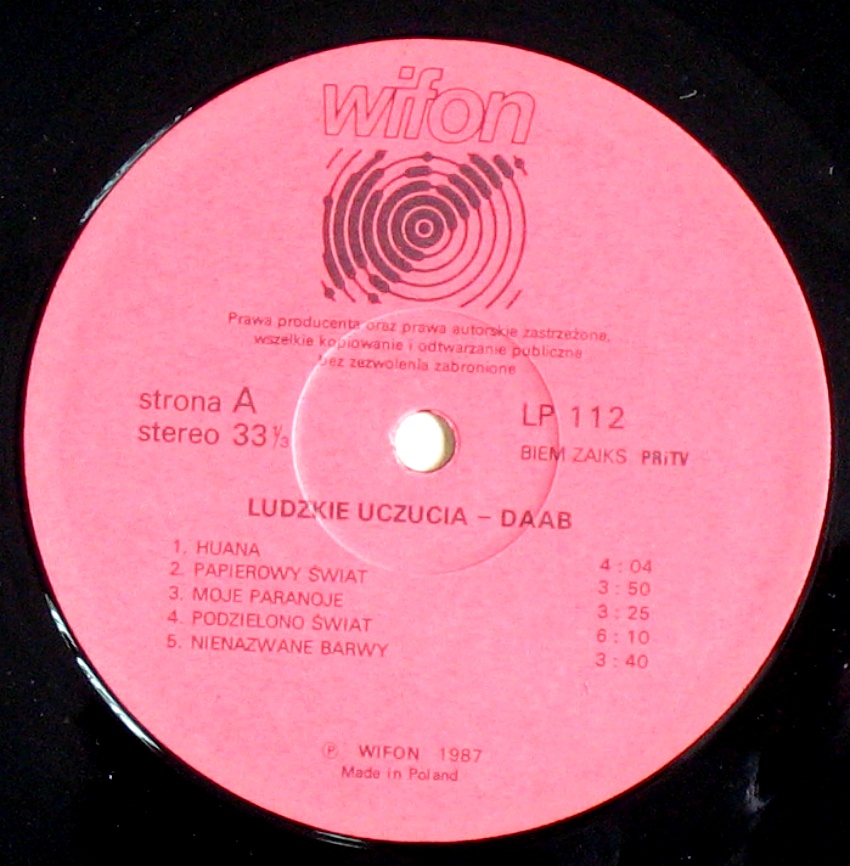 wifon
Prawa producenta oraz prawa autorskie zastrzeżone,
wszelkie kopiowanie i odtwarzanie publiczne
bez zezwolenia zabronione
strona A
stereo 33⅓
LP 112
BIEM ZAIKS PRiTV
LUDZKIE UCZUCIA – DAAB
1. HUANA 4 : 04
2. PAPIEROWY ŚWIAT 3 : 50
3. MOJE PARANOJE 3 : 25
4. PODZIELONO ŚWIAT 6 : 10
5. NIENAZWANE BARWY 3 : 40
Ⓟ WIFON 1987
Made in Poland